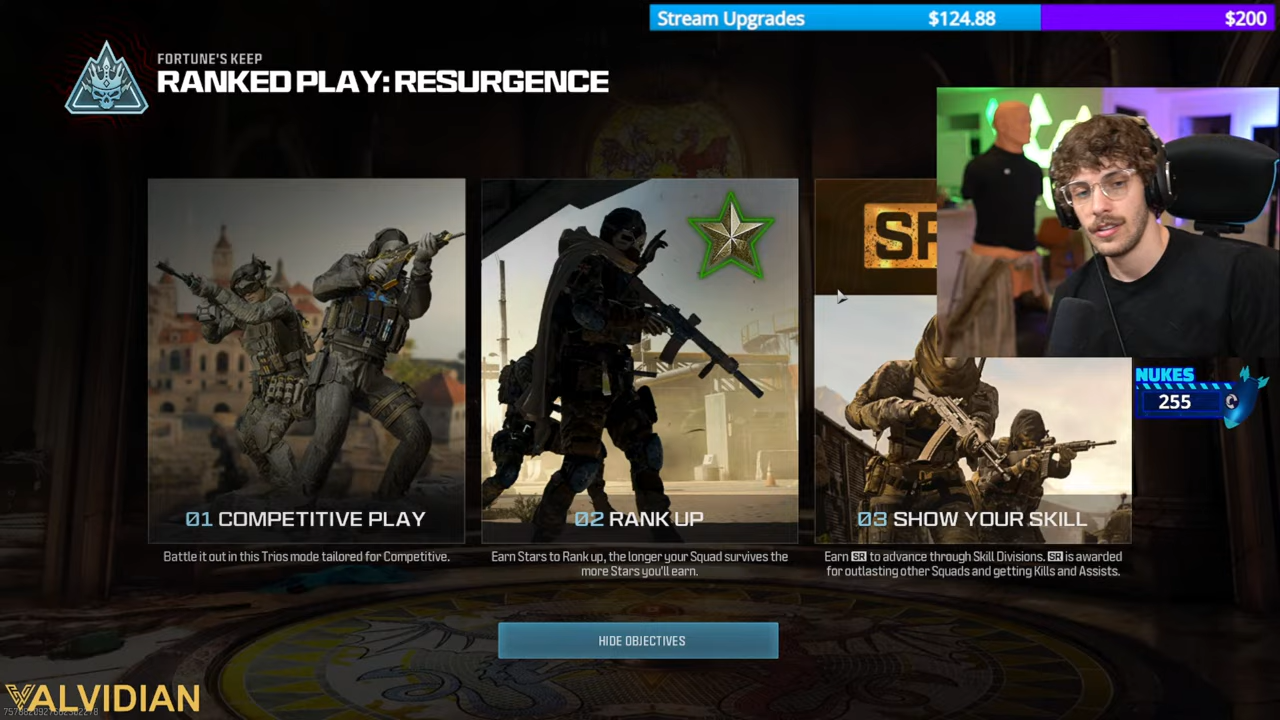 Stream Upgrades $124.88 $200
FORTUNE'S KEEP
RANKED PLAY: RESURGENCE
SR
NUKES
255
01 COMPETITIVE PLAY
02 RANK UP
03 SHOW YOUR SKILL
Battle it out in this Trios mode tailored for Competitive.
Earn Stars to Rank up, the longer your Squad survives the
more Stars you'll earn.
Earn SR to advance through Skill Divisions. SR is awarded
for outlasting other Squads and getting Kills and Assists.
HIDE OBJECTIVES
VALVIDIAN